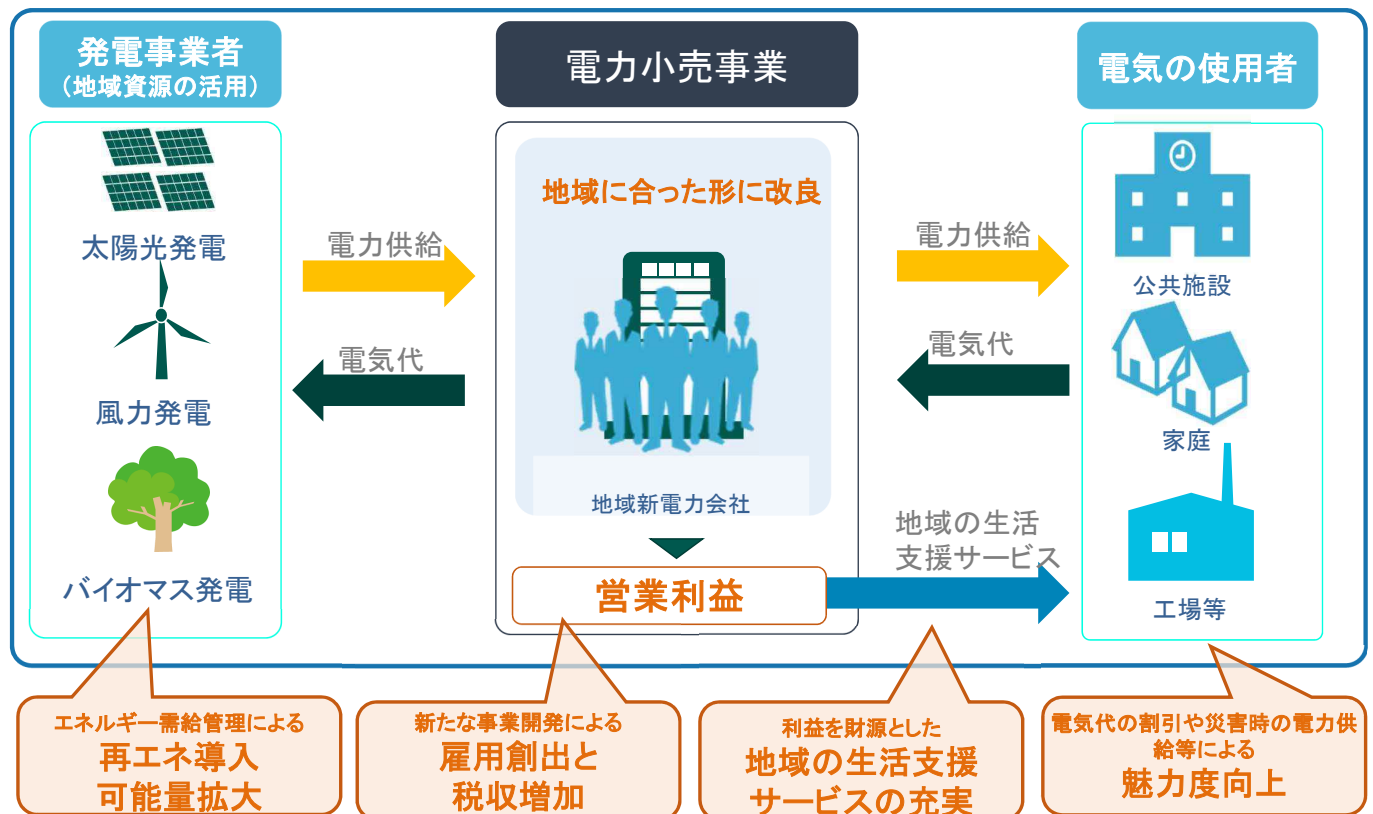 発電事業者
（地域資源の活用）
電力小売事業
電気の使用者
太陽光発電
風力発電
バイオマス発電
電力供給
電気代
地域に合った形に改良
地域新電力会社
営業利益
電力供給
電気代
地域の生活
支援サービス
公共施設
家庭
工場等
エネルギー需給管理による
再エネ導入
可能量拡大
新たな事業開発による
雇用創出と
税収増加
利益を財源とした
地域の生活支援
サービスの充実
電気代の割引や災害時の電力供
給等による
魅力度向上